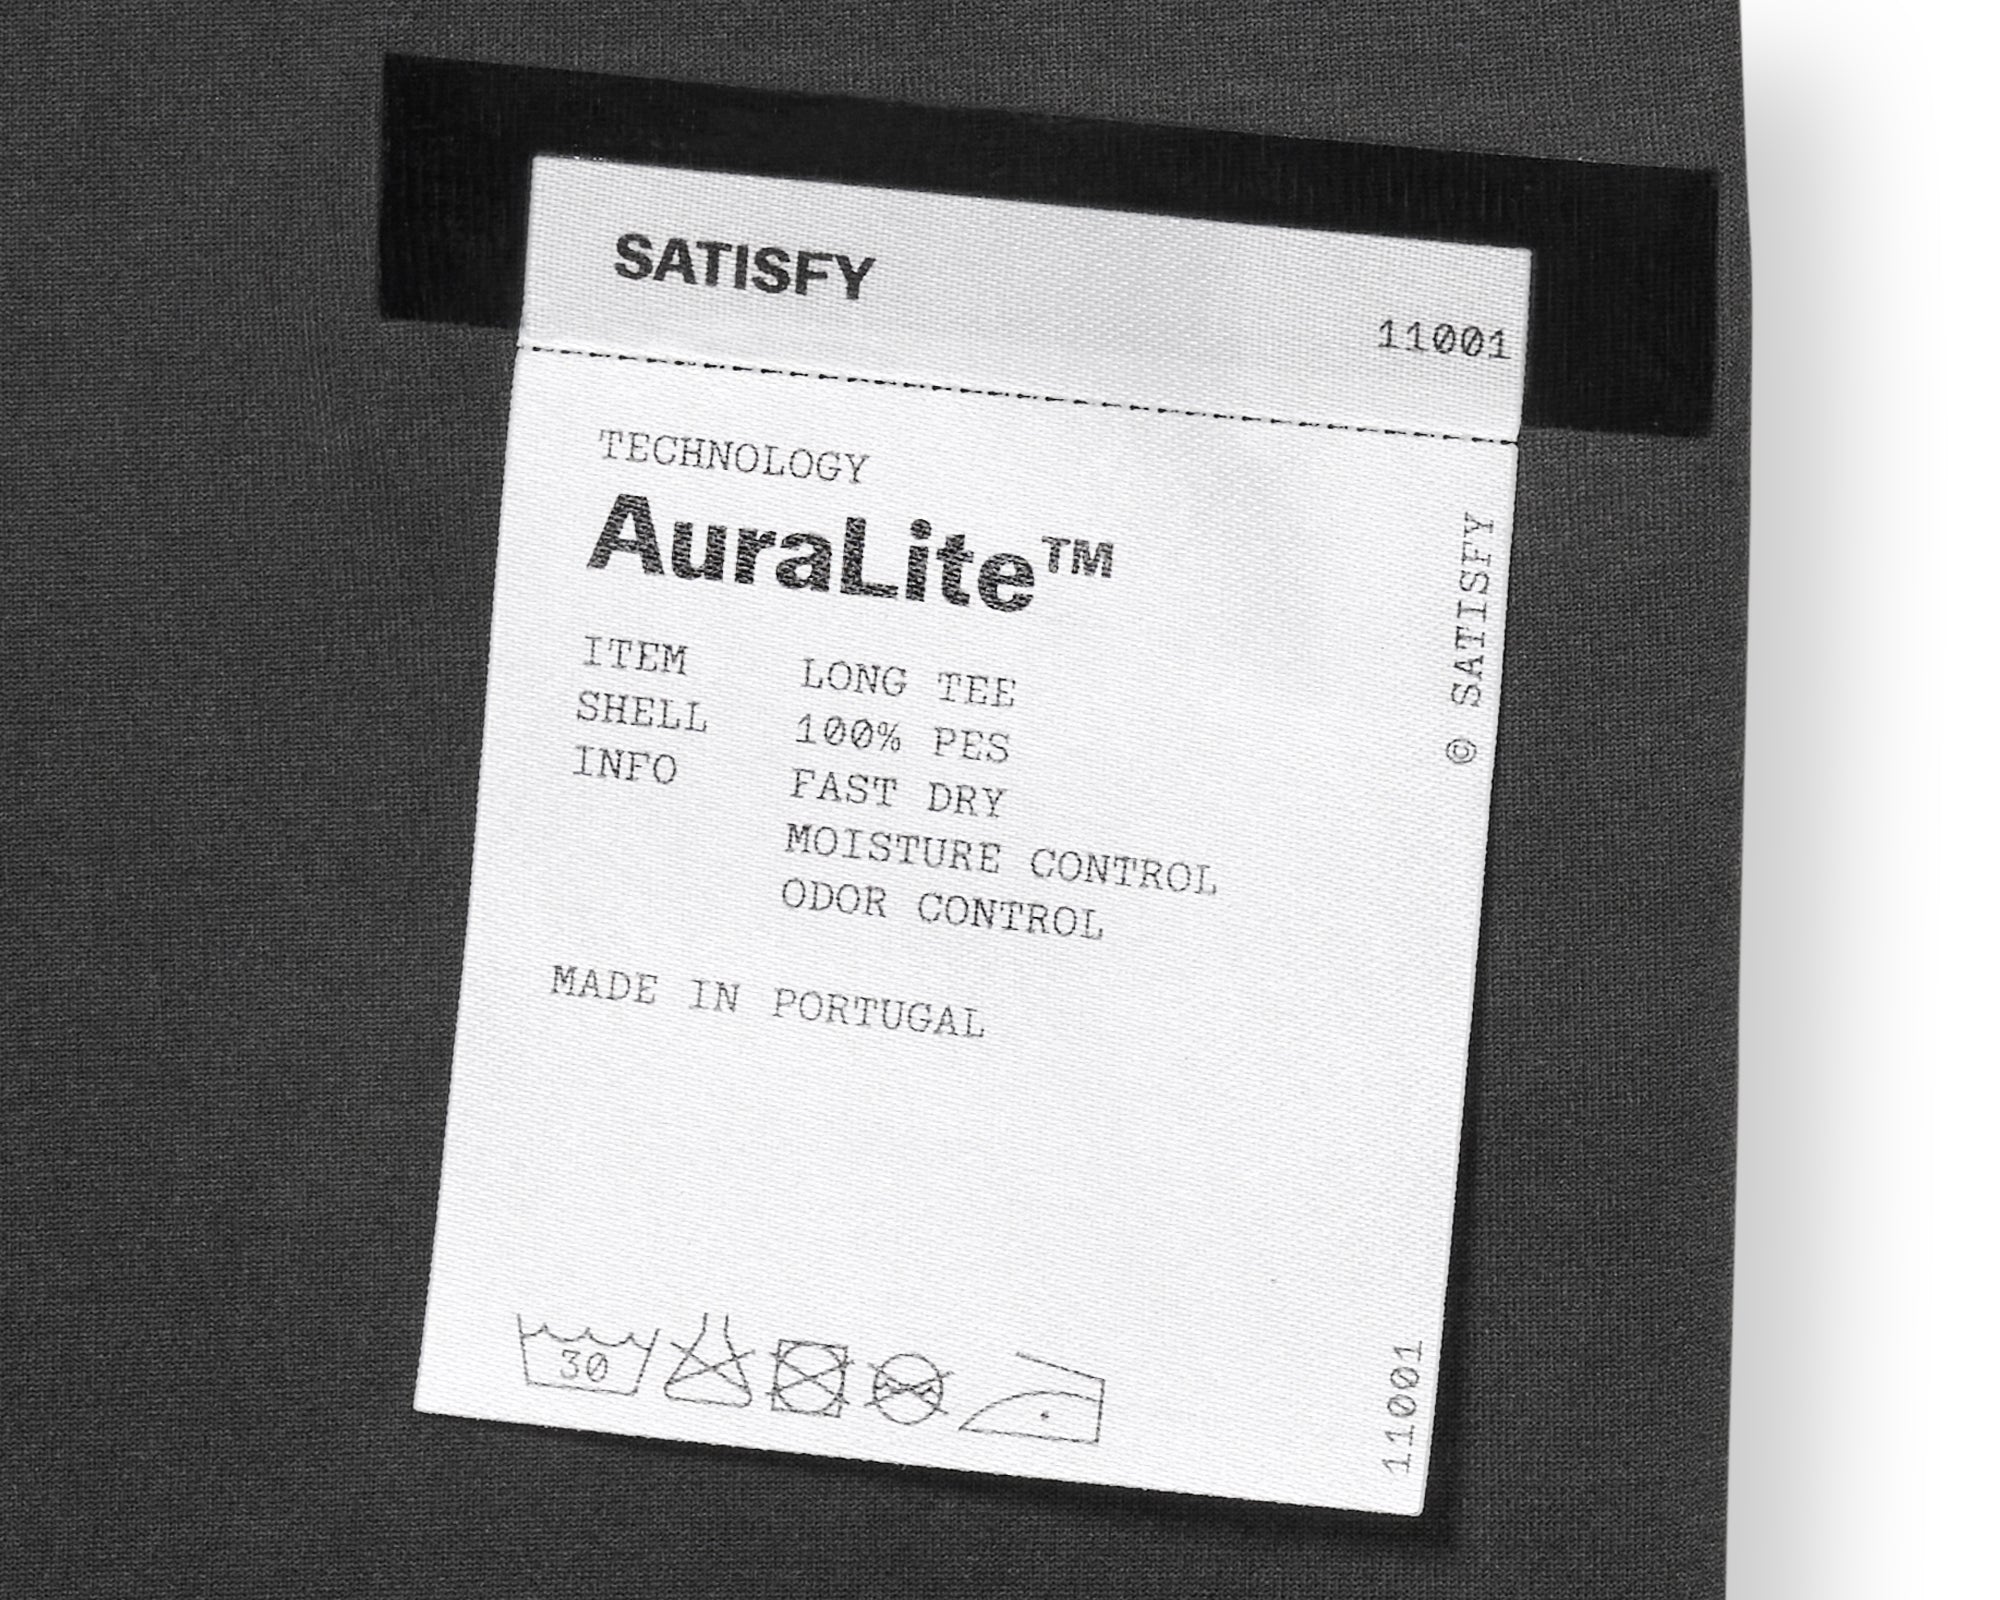 SATISFY
11001
TECHNOLOGY
AuraLite™
ITEM LONG TEE
SHELL 100% PES
INFO FAST DRY
MOISTURE CONTROL
ODOR CONTROL
MADE IN PORTUGAL
© SATISFY
30
11001